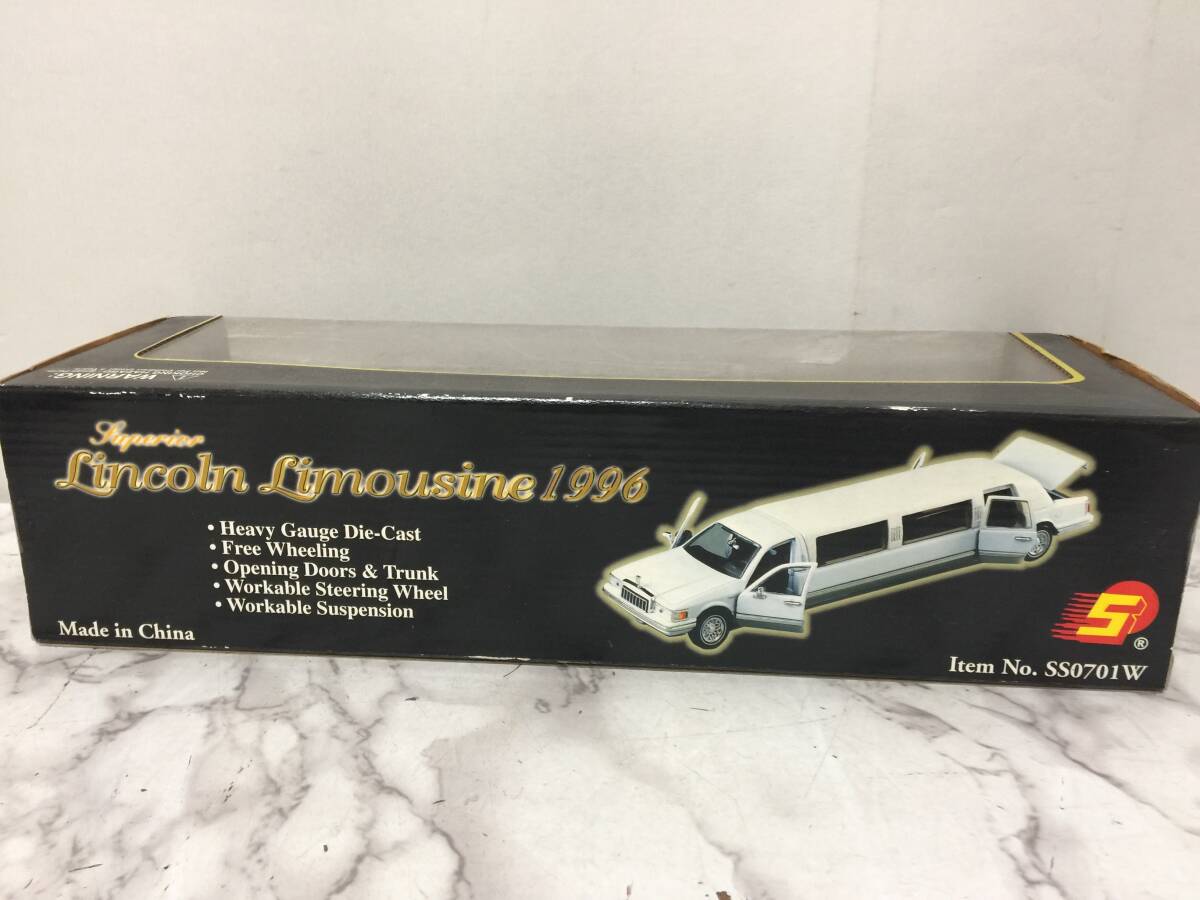 WARNING:
Superior
Lincoln Limousine 1996
• Heavy Gauge Die-Cast
• Free Wheeling
• Opening Doors & Trunk
• Workable Steering Wheel
• Workable Suspension
Made in China
S
®
Item No. SS0701W